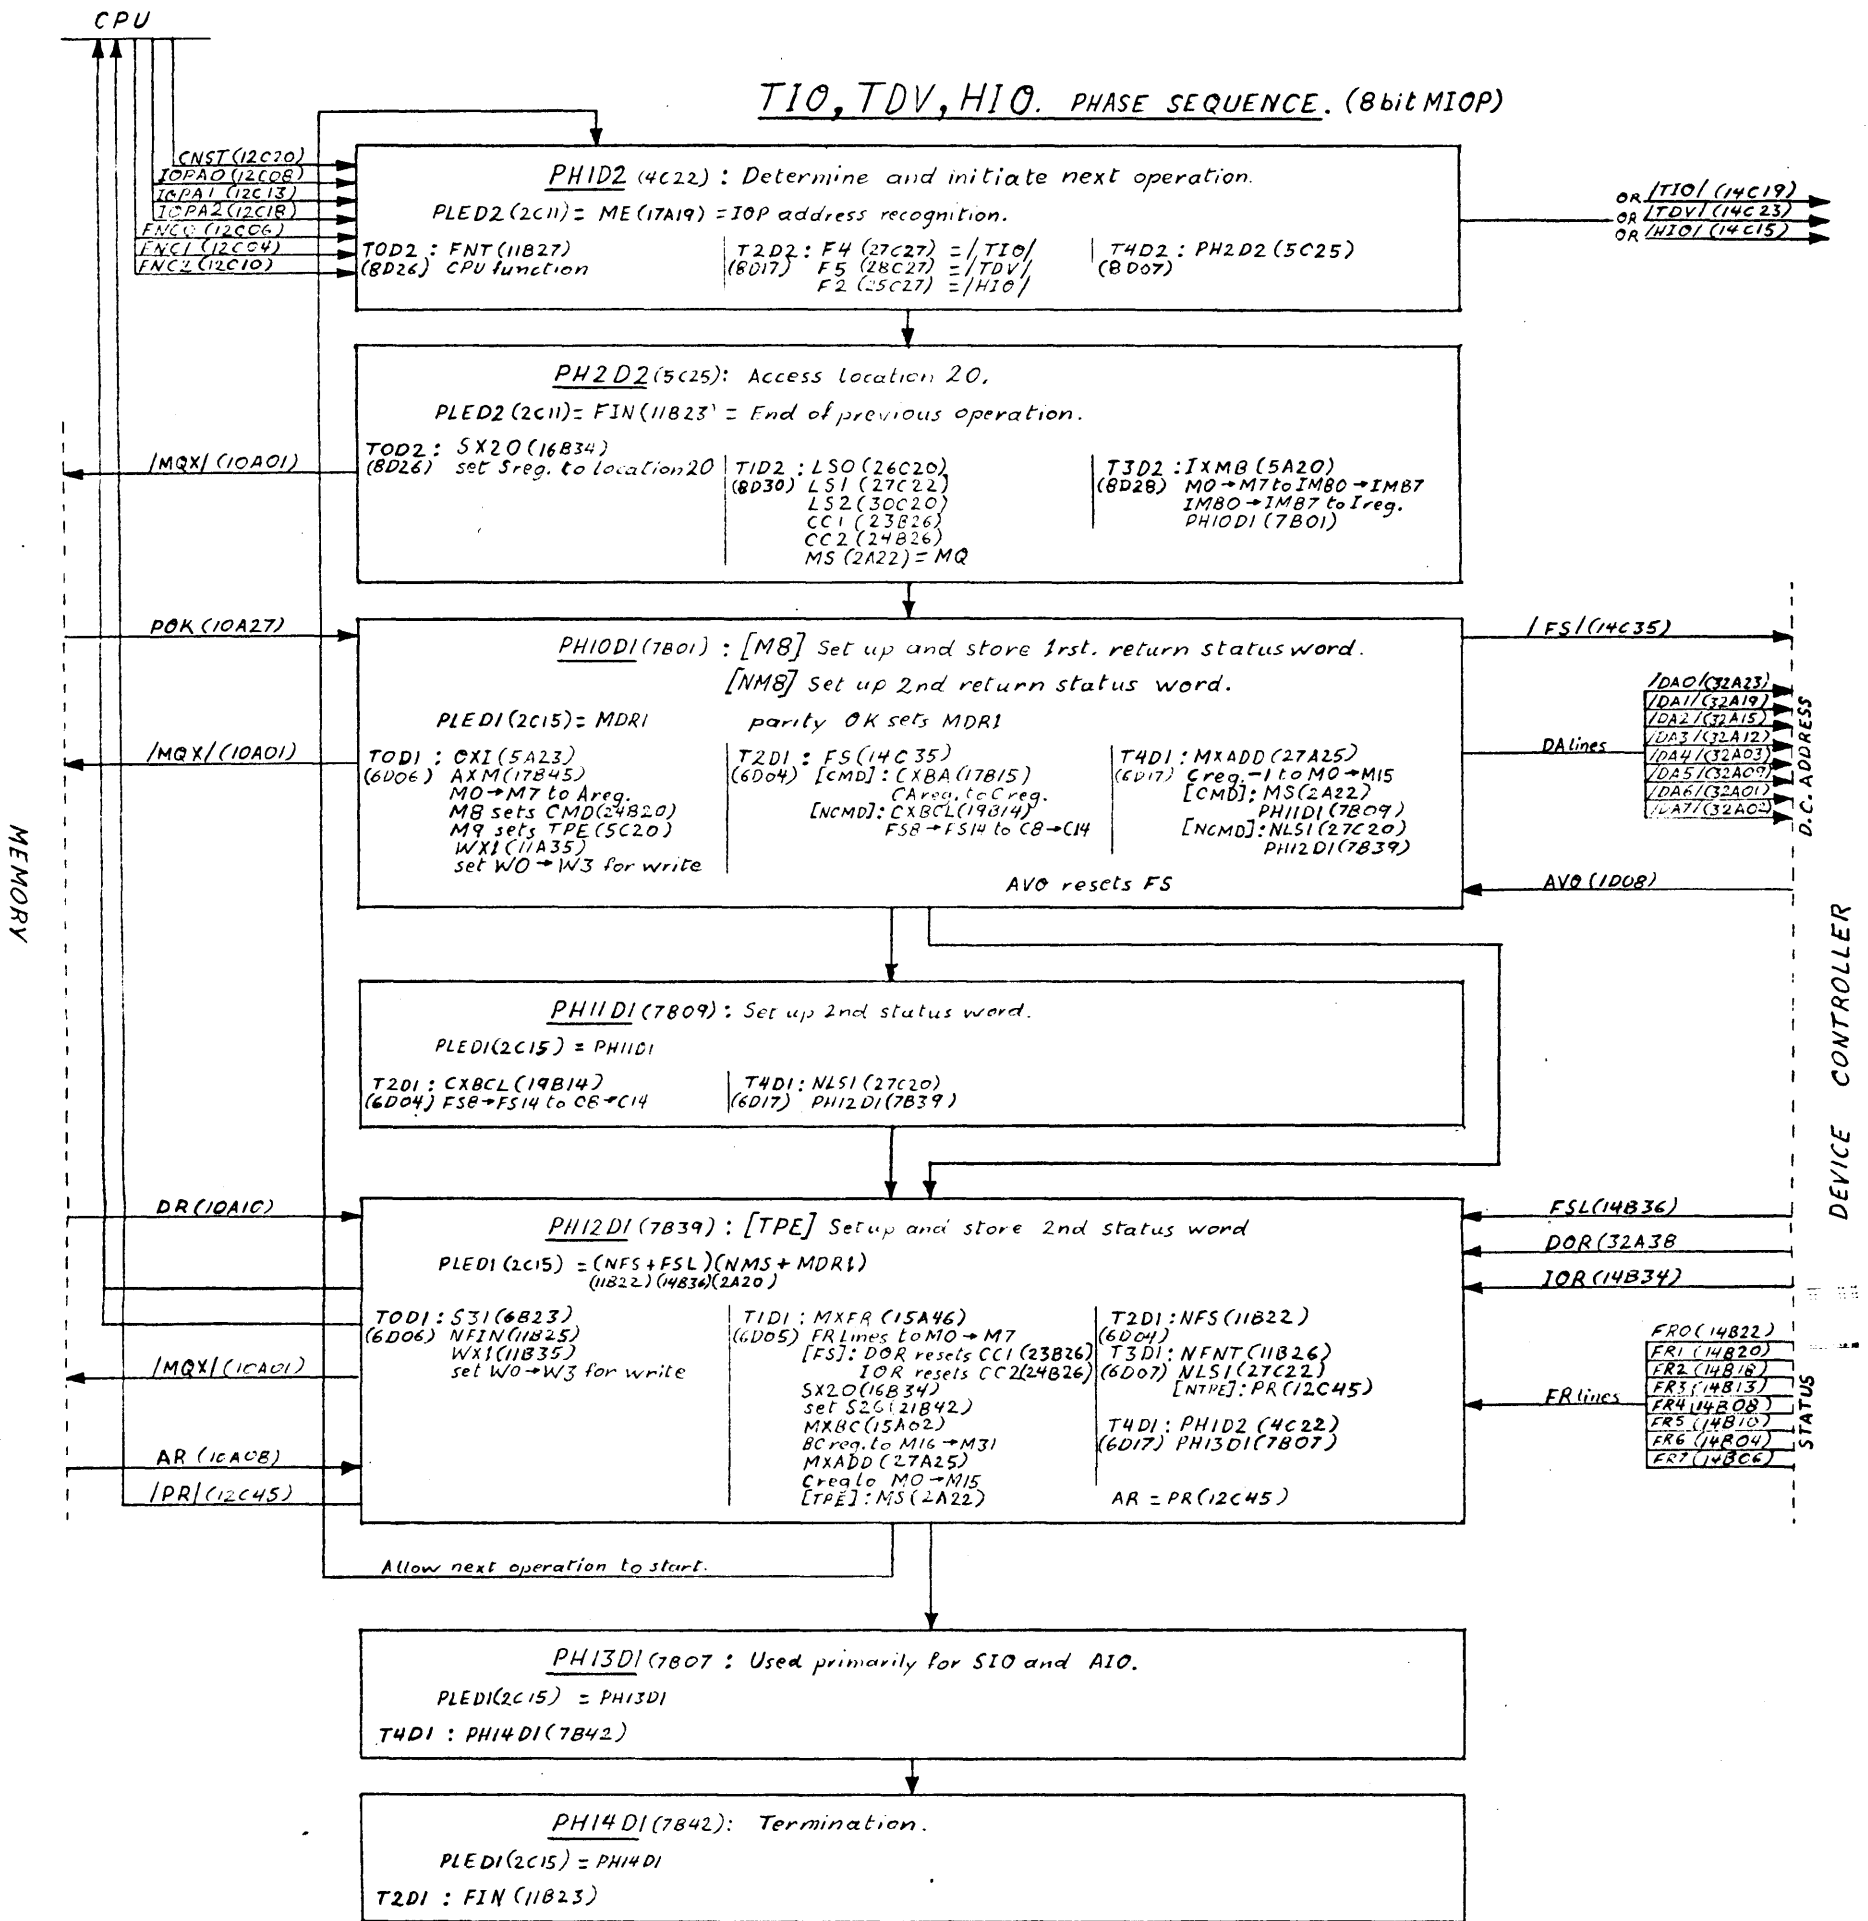 CPU
TIO, TDV, HIO. PHASE SEQUENCE. (8bit MIOP)
CNST(12C20)
IOPA0(12C08)
IOPA1(12C13)
IOPA2(12C18)
FNC0(12C06)
FNC1(12C04)
FNC2(12C10)
PH1D2 (4C22) : Determine and initiate next operation.
PLED2(2C11)= ME(17A19) =IOP address recognition.
T0D2 : FNT(11B27)
(8D26) CPU function
T2D2: F4 (27C27) =/TIO/
(8D17) F5 (28C27) =/TDV/
F2 (25C27) =/HIO/
T4D2: PH2D2(5C25)
(8D07)
OR /TIO/ (14C19)
OR /TDV/ (14C23)
OR /HIO/ (14C15)
PH2D2(5C25): Access location 20.
PLED2(2C11)= FIN(11B23) = End of previous operation.
/MQX/(10A01)
T0D2: SX20(16B34)
(8D26) set Sreg. to location20
T1D2 : LS0(26C20)
(8D30) LS1(27C22)
LS2(30C20)
CC1(23B26)
CC2(24B26)
MS(2A22)=MQ
T3D2: IXMB(5A20)
(8D28) M0→M7 to IMB0→IMB7
IMB0→IMB7 to Ireg.
PH10D1(7B01)
POK(10A27)
PH10D1(7B01) : [M8] Set up and store 1rst. return status word.
[NM8] Set up 2nd return status word.
PLED1(2C15)= MDR1 parity OK sets MDR1
/MQX/(10A01)
T0D1 : OXI(5A23)
(6D06) AXM(17B45)
M0→M7 to Areg.
M8 sets CMD(24B20)
M9 sets TPE(5C20)
WX1(11A35)
set W0→W3 for write
T2D1: FS(14C35)
(6D04) [CMD]: CXBA(17B15)
CAreg. to Creg.
[NCMD]: CXBCL(19B14)
FS8→FS14 to C8→C14
T4D1: MXADD(27A25)
(6D17) Creg.-1 to M0→M15
[CMD]: MS(2A22)
PH11D1(7B09)
[NCMD]: NLS1(27C20)
PH12D1(7B39)
AVO resets FS
/FS/(14C35)
DA lines
/DA0/(32A23)
/DA1/(32A19)
/DA2/(32A15)
/DA3/(32A12)
/DA4/(32A03)
/DA5/(32A09)
/DA6/(32A01)
/DA7/(32A02)
D.C. ADDRESS
AVO(1D08)
MEMORY
DEVICE CONTROLLER
PH11D1(7B09): Set up 2nd status word.
PLED1(2C15) = PH11D1
T2D1: CXBCL(19B14)
(6D04) FS8→FS14 to C8→C14
T4D1: NLS1(27C20)
(6D17) PH12D1(7B39)
DR(10A10)
PH12D1(7B39) : [TPE] Set up and store 2nd status word
PLED1(2C15) =(NFS+FSL)(NMS+MDR1)
(11B22)(14B36)(2A20)
T0D1: S31(6B23)
(6D06) NFIN(11B25)
WX1(11B35)
set W0→W3 for write
T1D1: MXFR(15A46)
(6D05) FR Lines to M0→M7
[FS]: DOR resets CC1(23B26)
IOR resets CC2(24B26)
SX20(16B34)
set S26(21B42)
MXBC(15A02)
BCreg. to M16→M31
MXADD(27A25)
Creg to M0→M15
[TPE]: MS(2A22)
T2D1: NFS(11B22)
(6D04)
T3D1: NFNT(11B26)
(6D07) NLS1(27C22)
[NTPE]: PR(12C45)
T4D1: PH1D2 (4C22)
(6D17) PH13D1(7B07)
AR = PR(12C45)
/MQX/(10A01)
AR(10A08)
/PR/(12C45)
FSL(14B36)
DOR(32A38
IOR(14B34)
FR lines
FR0(14B22)
FR1(14B20)
FR2(14B18)
FR3(14B13)
FR4(14B08)
FR5(14B10)
FR6(14B04)
FR7(14B06)
STATUS
Allow next operation to start.
PH13D1(7B07 : Used primarily for SIO and AIO.
PLED1(2C15) = PH13D1
T4D1 : PH14D1(7B42)
PH14D1(7B42): Termination.
PLED1(2C15) = PH14D1
T2D1 : FIN(11B23)